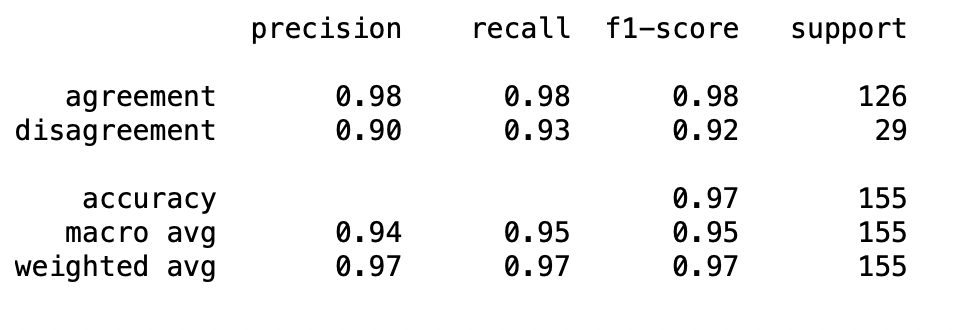 precision recall f1-score support
agreement 0.98 0.98 0.98 126
disagreement 0.90 0.93 0.92 29
accuracy 0.97 155
macro avg 0.94 0.95 0.95 155
weighted avg 0.97 0.97 0.97 155